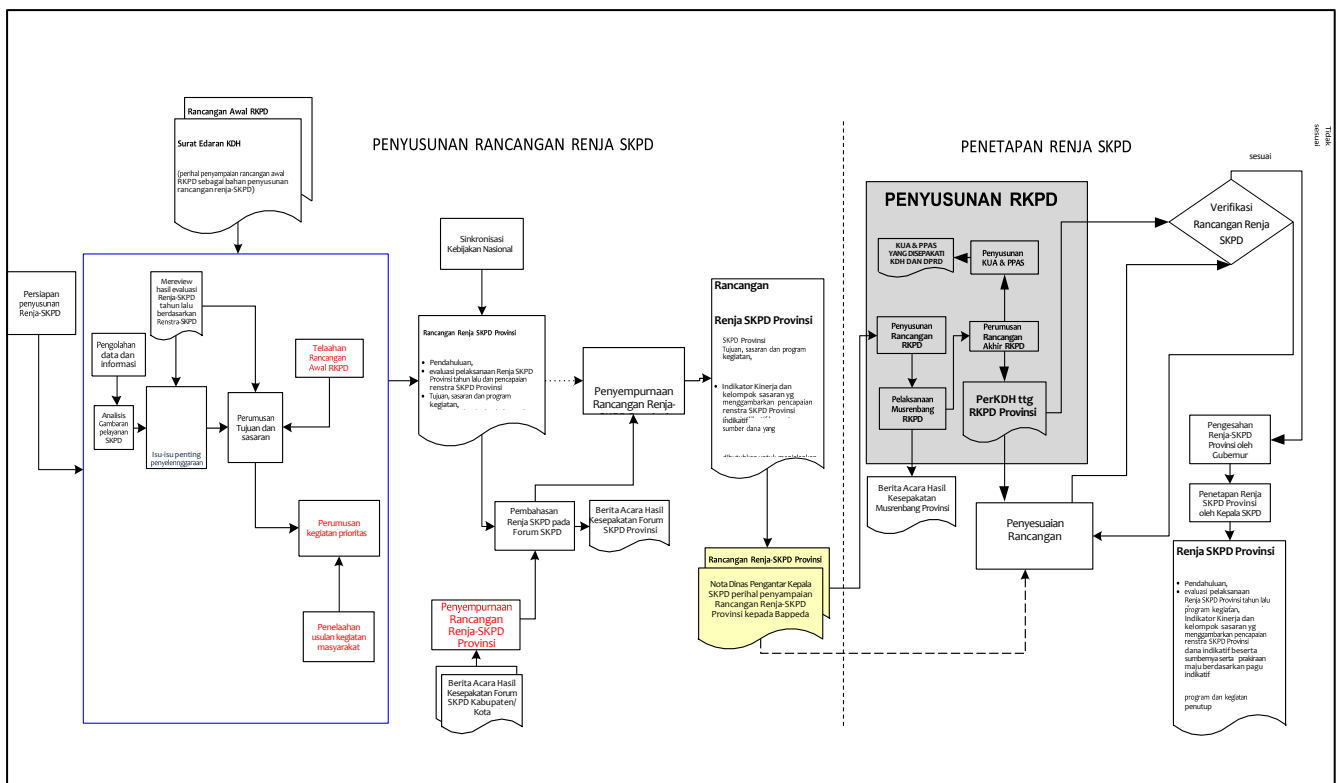 Rancangan Awal RKPD
Surat Edaran KDH
(perihal penyampaian rancangan awal
RKPD sebagai bahan penyusunan
rancangan renja-SKPD)
PENYUSUNAN RANCANGAN RENJA SKPD
PENETAPAN RENJA SKPD
Tidak
sesuai
sesuai
Persiapan
penyusunan
Renja-SKPD
Mereview
hasil evaluasi
Renja-SKPD
tahun lalu
berdasarkan
Renstra-SKPD
Pengolahan
data dan
informasi
Analisis
Gambaran
pelayanan
SKPD
Isu-isu penting
penyelenggaraan
Perumusan
Tujuan dan
sasaran
Telaahan
Rancangan
Awal RKPD
Perumusan
kegiatan prioritas
Penelaahan
usulan kegiatan
masyarakat
Sinkronisasi
Kebijakan Nasional
Rancangan Renja SKPD Provinsi
• Pendahuluan,
• evaluasi pelaksanaan Renja SKPD
Provinsi tahun lalu dan pencapaian
renstra SKPD Provinsi
• Tujuan, sasaran dan program
kegiatan,
Penyempurnaan
Rancangan Renja-
Pembahasan
Renja SKPD pada
Forum SKPD
Berita Acara Hasil
Kesepakatan Forum
SKPD Provinsi
Penyempurnaan
Rancangan
Renja-SKPD
Provinsi
Berita Acara Hasil
Kesepakatan Forum
SKPD Kabupaten/
Kota
Rancangan
Renja SKPD Provinsi
SKPD Provinsi
Tujuan, sasaran dan program
kegiatan,
• Indikator Kinerja dan
kelompok sasaran yg
menggambarkan pencapaian
renstra SKPD Provinsi
indikatif
sumber dana yang
Rancangan Renja-SKPD Provinsi
Nota Dinas Pengantar Kepala
SKPD perihal penyampaian
Rancangan Renja-SKPD
Provinsi kepada Bappeda
PENYUSUNAN RKPD
KUA & PPAS
YANG DISEPAKATI
KDH DAN DPRD
Penyusunan
KUA & PPAS
Penyusunan
Rancangan
RKPD
Perumusan
Rancangan
Akhir RKPD
Pelaksanaan
Musrenbang
RKPD
PerKDH ttg
RKPD Provinsi
Berita Acara Hasil
Kesepakatan
Musrenbang Provinsi
Penyesuaian
Rancangan
Verifikasi
Rancangan Renja
SKPD
Pengesahan
Renja-SKPD
Provinsi oleh
Gubernur
Penetapan Renja
SKPD Provinsi
oleh Kepala SKPD
Renja SKPD Provinsi
• Pendahuluan,
• evaluasi pelaksanaan
Renja SKPD Provinsi tahun lalu
program kegiatan,
Indikator Kinerja dan
kelompok sasaran yg
menggambarkan pencapaian
renstra SKPD Provinsi
dana indikatif beserta
sumbernya serta prakiraan
maju berdasarkan pagu
indikatif
program dan kegiatan
penutup